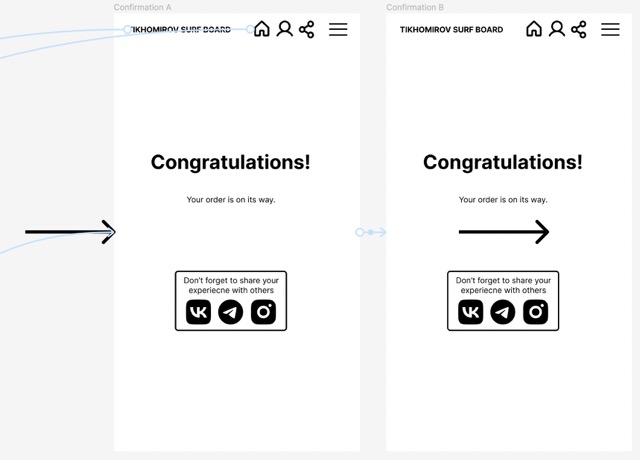 Confirmation A
TIKHOMIROV SURF BOARD
Congratulations!
Your order is on its way.
Don't forget to share your
experiecne with others
Confirmation B
TIKHOMIROV SURF BOARD
Congratulations!
Your order is on its way.
Don't forget to share your
experiecne with others